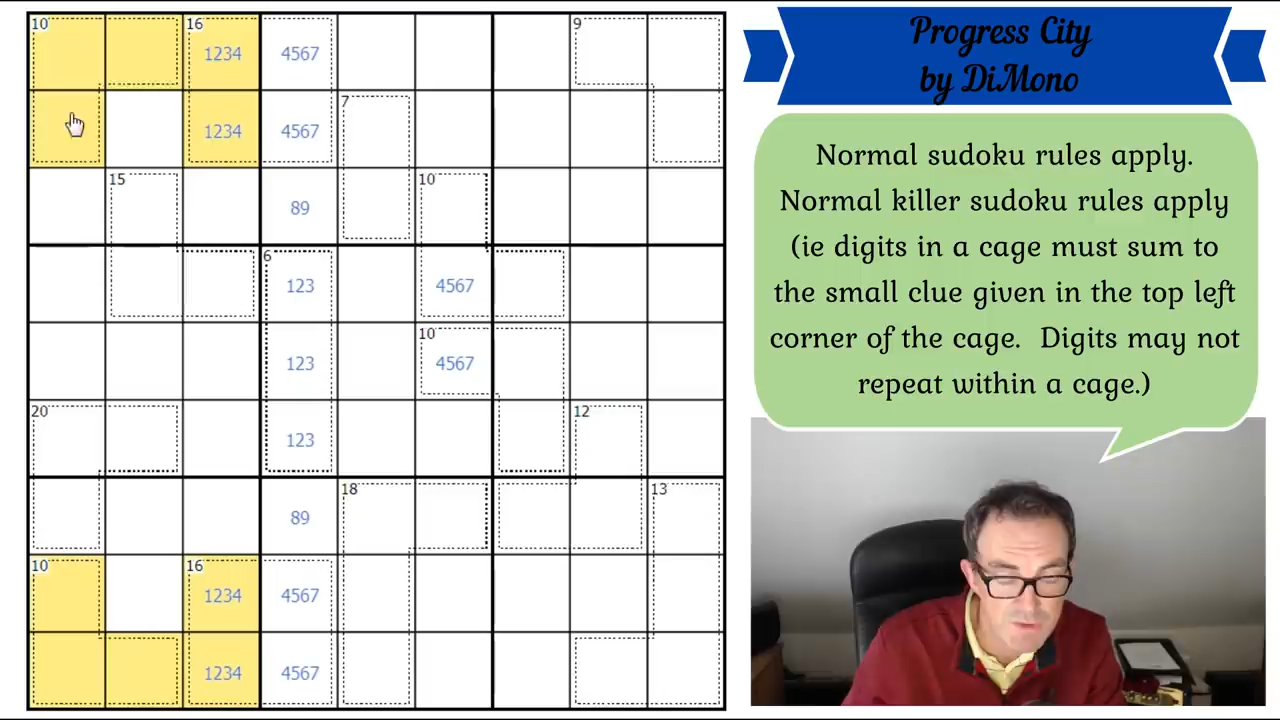 Progress City
by DiMono
Normal sudoku rules apply.
Normal killer sudoku rules apply
(ie digits in a cage must sum to
the small clue given in the top left
corner of the cage.  Digits may not
repeat within a cage.)
10 16 9
1234 4567
7
1234 4567
15 10
89
6
123 4567
10
123 4567
20 12
123
18 13
89
10 16
1234 4567
1234 4567